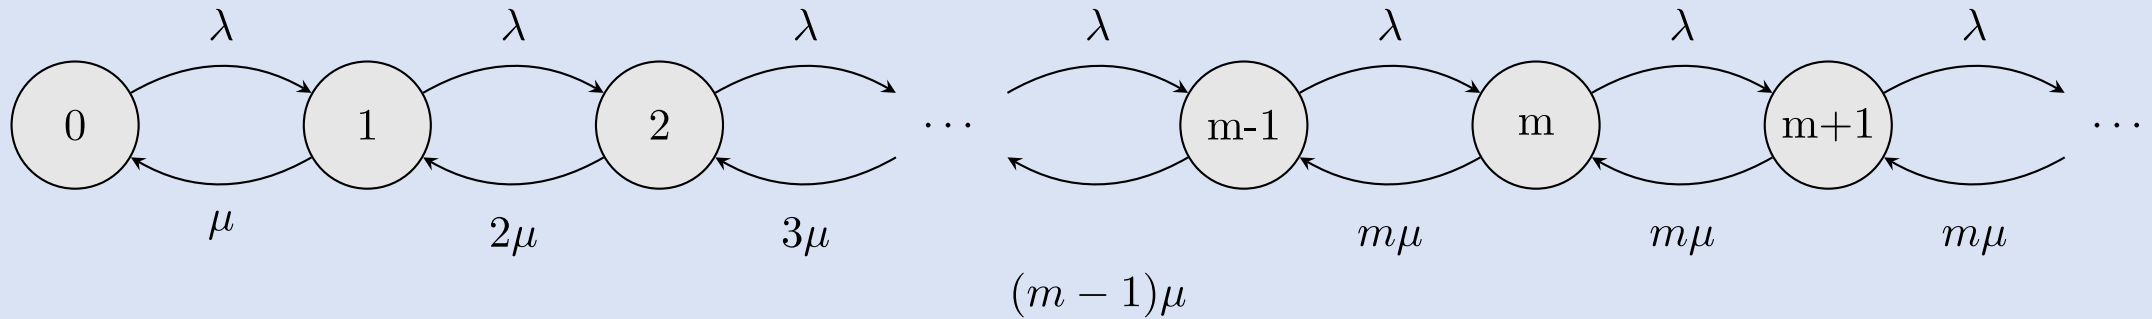 λ λ λ λ λ λ λ
0 1 2 ··· m-1 m m+1 ···
μ 2μ 3μ mμ mμ mμ
(m − 1)μ